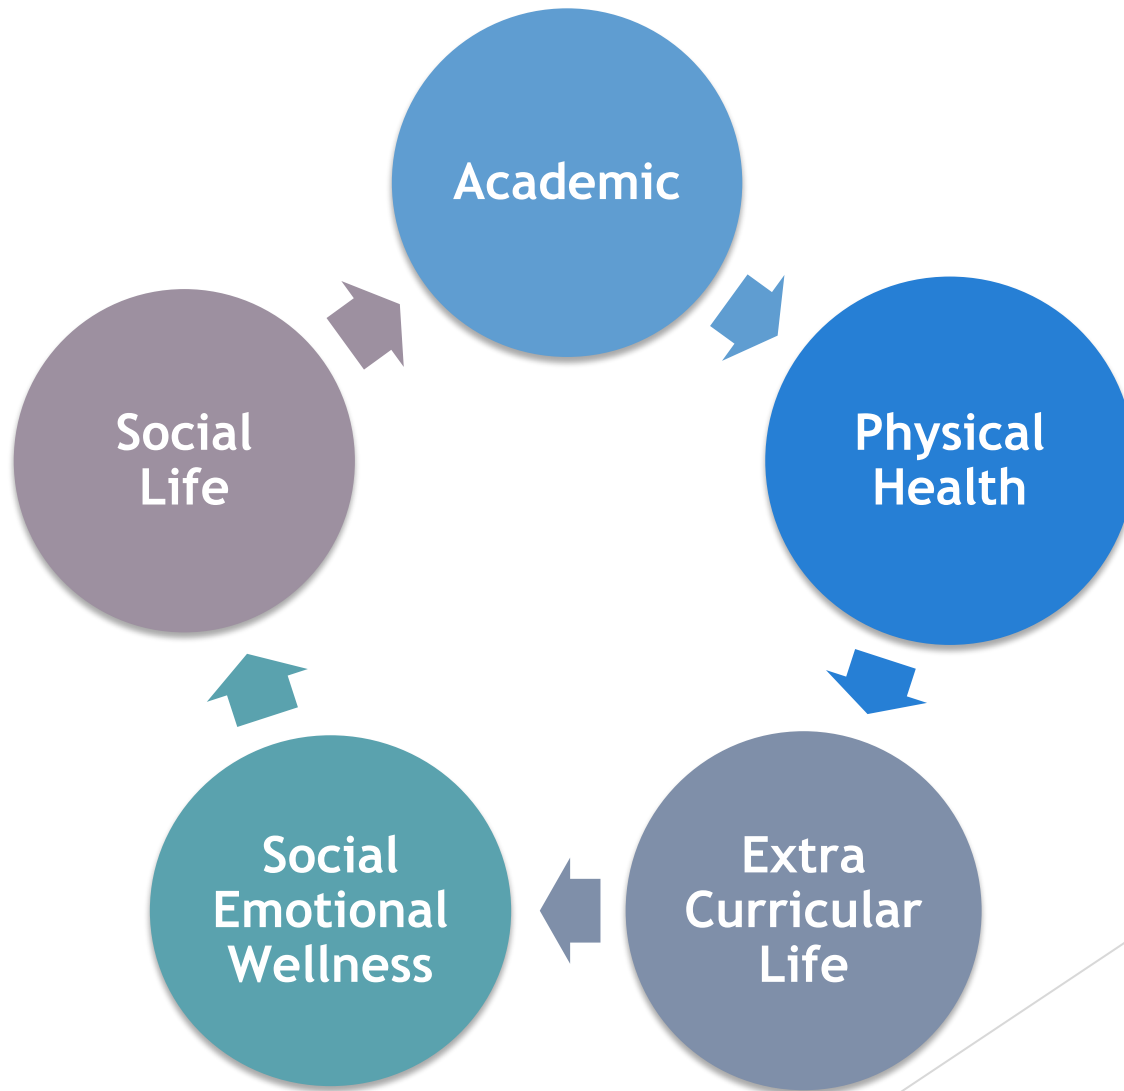 Academic
Physical
Health
Extra
Curricular
Life
Social
Emotional
Wellness
Social
Life